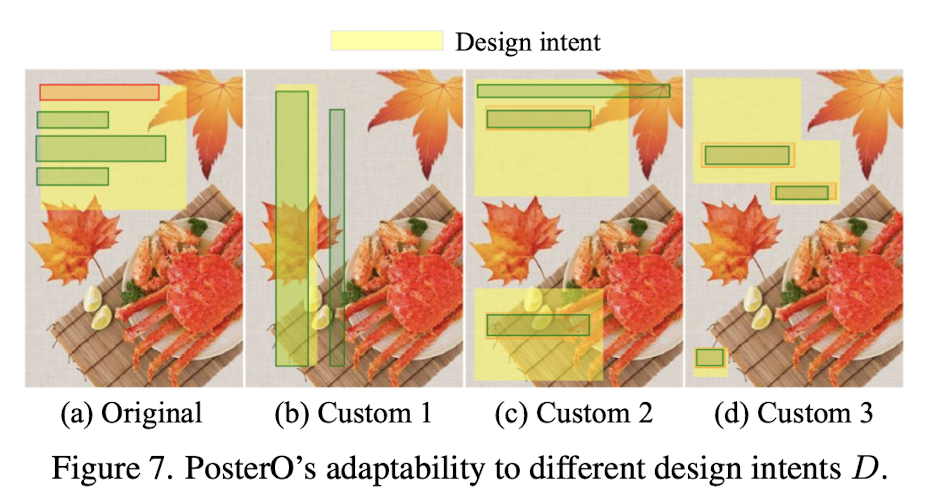 Design intent
(a) Original (b) Custom 1 (c) Custom 2 (d) Custom 3
Figure 7. PosterO's adaptability to different design intents D.